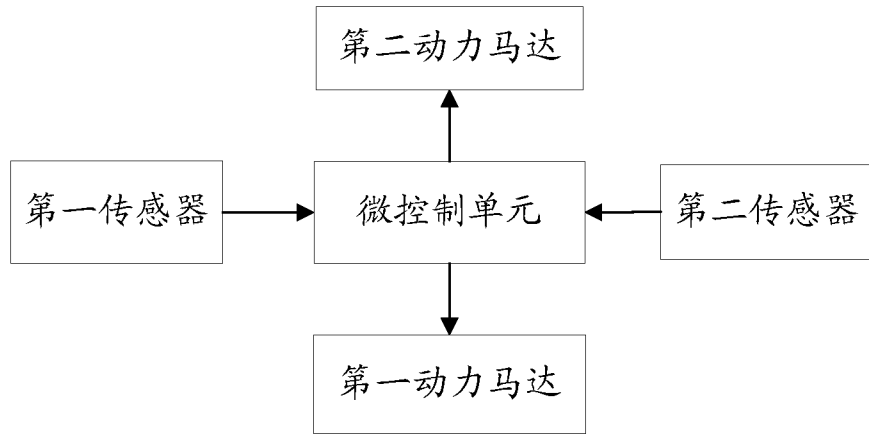 第二动力马达
第一传感器
微控制单元
第二传感器
第一动力马达